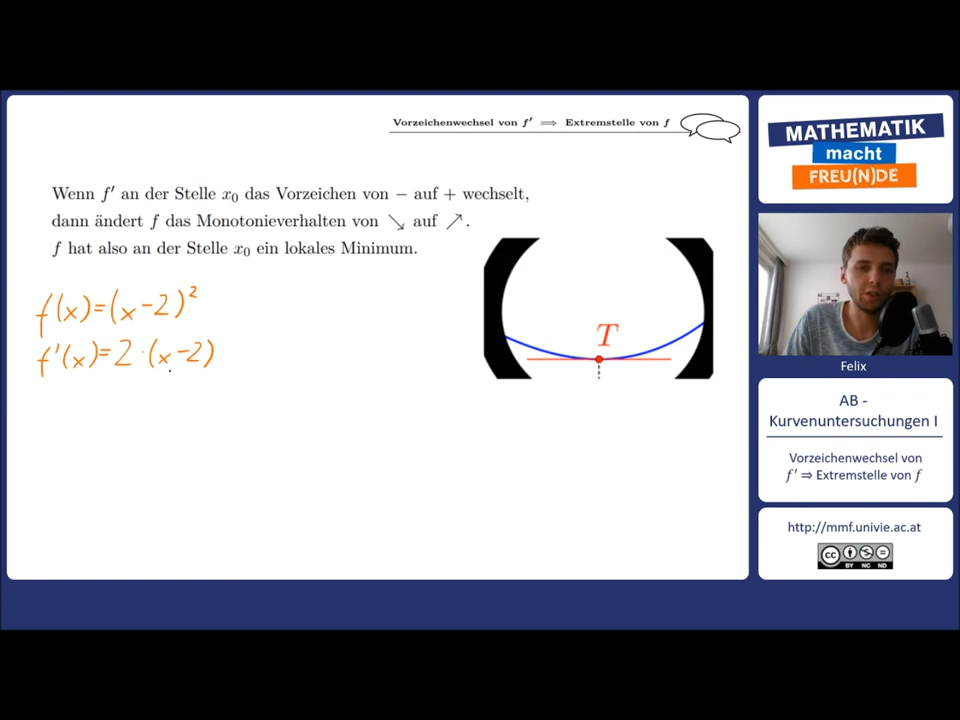 Vorzeichenwechsel von f′ ⟹ Extremstelle von f
Wenn f′ an der Stelle x₀ das Vorzeichen von − auf + wechselt,
dann ändert f das Monotonieverhalten von ↘ auf ↗.
f hat also an der Stelle x₀ ein lokales Minimum.
f(x)=(x-2)²
f'(x)=2·(x-2)
T
MATHEMATIK
macht
FREU(N)DE
Felix
AB -
Kurvenuntersuchungen I
Vorzeichenwechsel von
f′ ⇒ Extremstelle von f
http://mmf.univie.ac.at
cc
BY NC ND